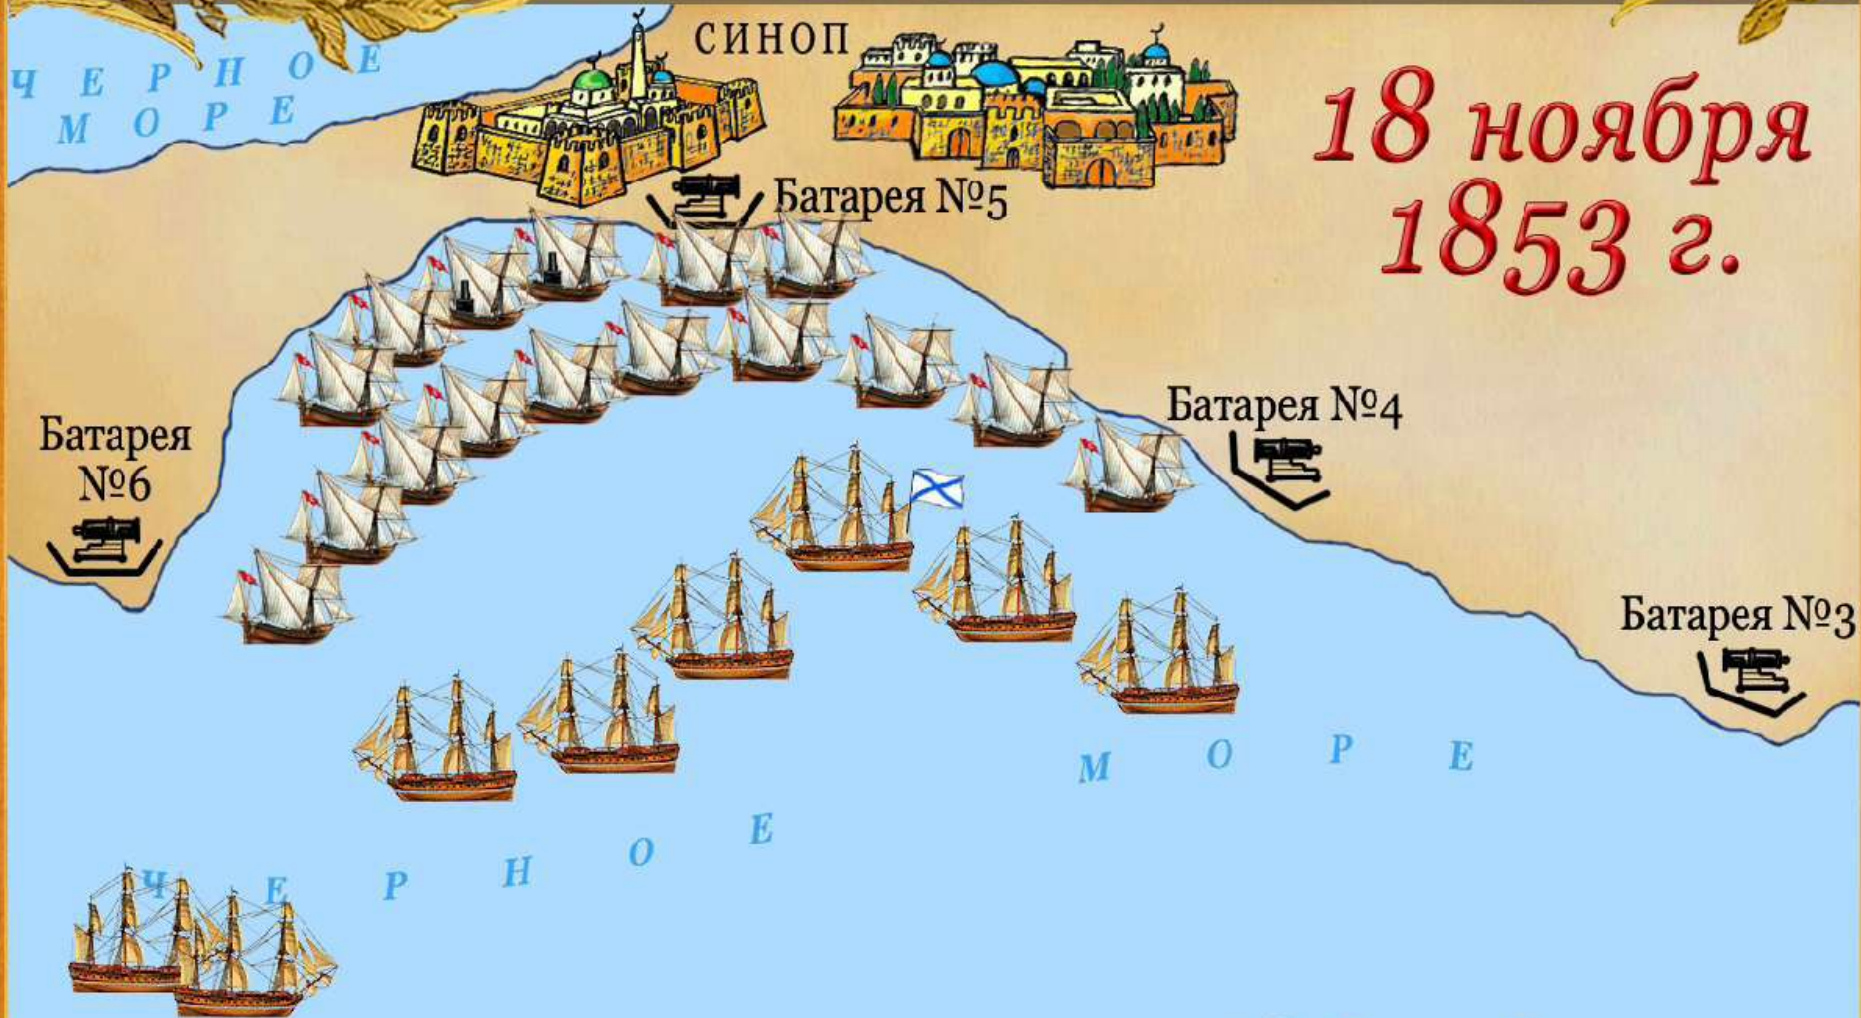 СИНОП
ЧЕРНОЕ
МОРЕ
18 ноября
1853 г.
Батарея №5
Батарея №4
Батарея
№6
Батарея №3
МОРЕ
ЧЕРНОЕ